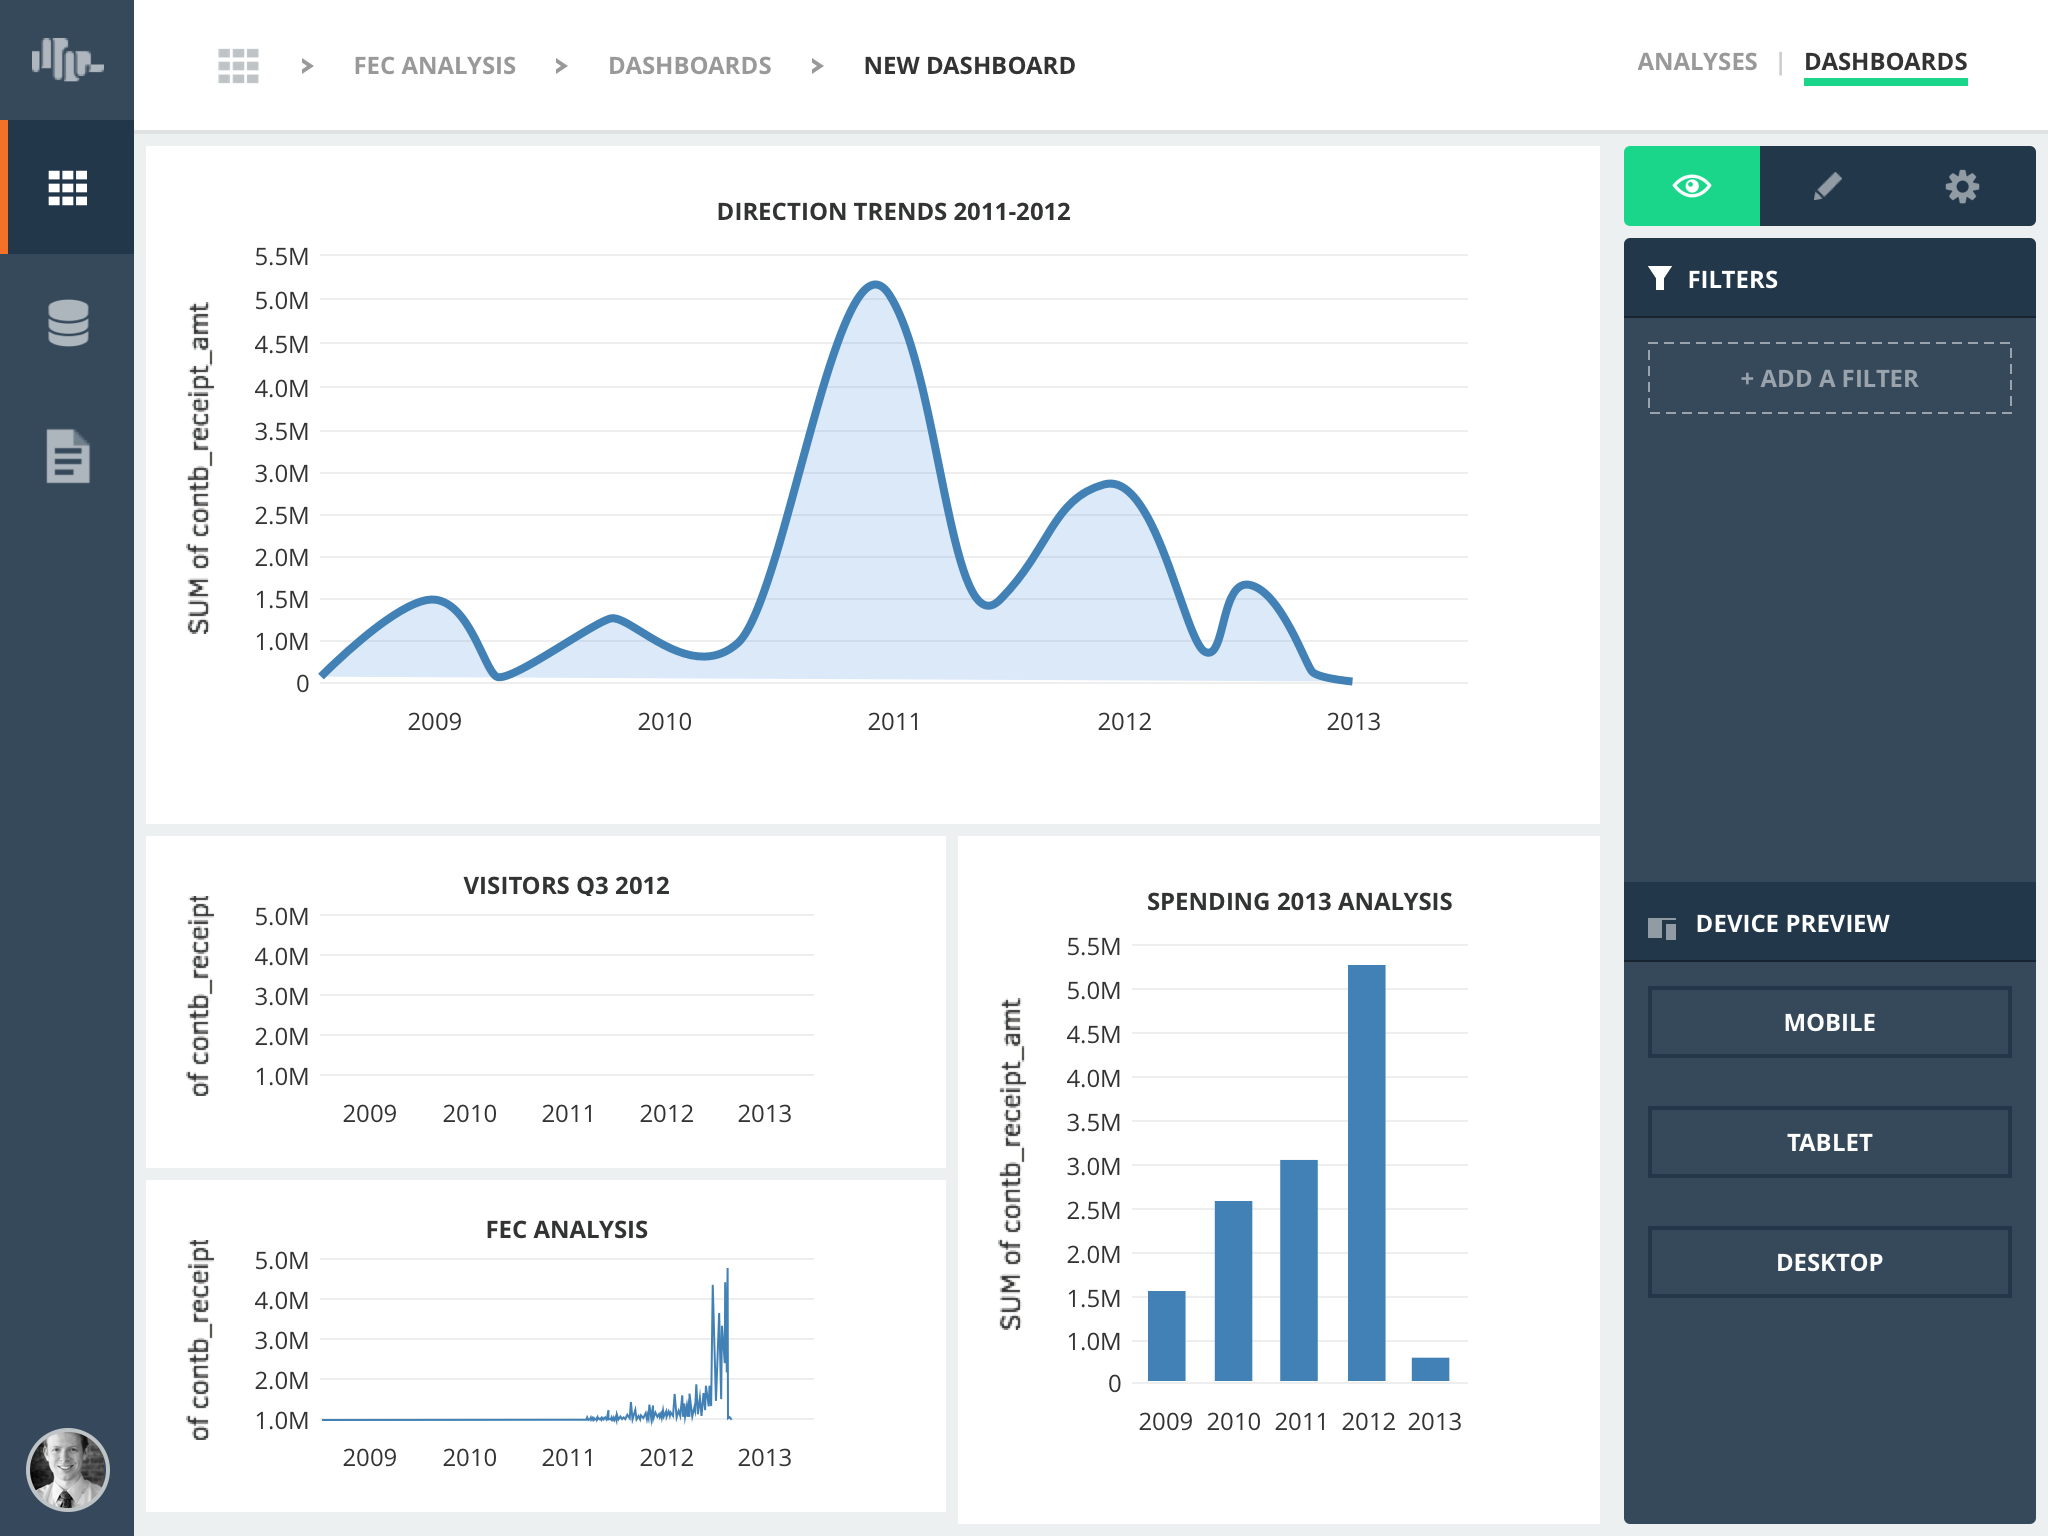 > FEC ANALYSIS > DASHBOARDS > NEW DASHBOARD
ANALYSES | DASHBOARDS
DIRECTION TRENDS 2011-2012
SUM of contb_receipt_amt
5.5M
5.0M
4.5M
4.0M
3.5M
3.0M
2.5M
2.0M
1.5M
1.0M
0
2009 2010 2011 2012 2013
VISITORS Q3 2012
of contb_receipt
5.0M
4.0M
3.0M
2.0M
1.0M
2009 2010 2011 2012 2013
FEC ANALYSIS
of contb_receipt
5.0M
4.0M
3.0M
2.0M
1.0M
2009 2010 2011 2012 2013
SPENDING 2013 ANALYSIS
SUM of contb_receipt_amt
5.5M
5.0M
4.5M
4.0M
3.5M
3.0M
2.5M
2.0M
1.5M
1.0M
0
2009 2010 2011 2012 2013
FILTERS
+ ADD A FILTER
DEVICE PREVIEW
MOBILE
TABLET
DESKTOP